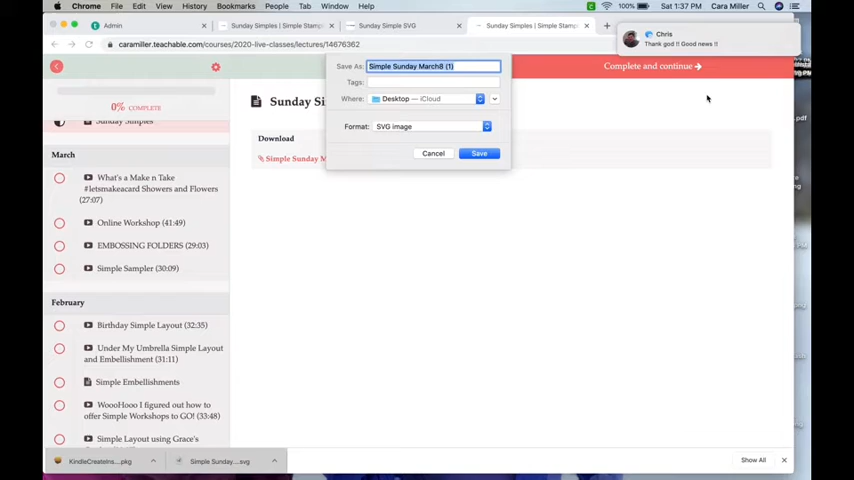 Chrome File Edit View History Bookmarks People Tab Window Help 100% Sat 1:37 PM Cara Miller
Admin
Sunday Simples | Simple Stamp
Sunday Simple SVG
Sunday Simples | Simple Stam
Chris
Thank god !! Good news !!
caramiller.teachable.com/courses/2020-live-classes/lectures/14676362
Save As: Simple Sunday March8 (1)
Tags:
Where: Desktop — iCloud
Format: SVG image
Cancel Save
Complete and continue
0% COMPLETE
Sunday Simples
March
What's a Make n Take
#letsmakeacard Showers and Flowers
(27:07)
Online Workshop (41:49)
EMBOSSING FOLDERS (29:03)
Simple Sampler (30:09)
February
Birthday Simple Layout (32:35)
Under My Umbrella Simple Layout
and Embellishment (31:11)
Simple Embellishments
WoooHooo I figured out how to
offer Simple Workshops to GO! (33:48)
Simple Layout using Grace's
Sunday Si
Download
Simple Sunday M
.pdf
KindleCreateIns....pkg
Simple Sunday....svg
Show All